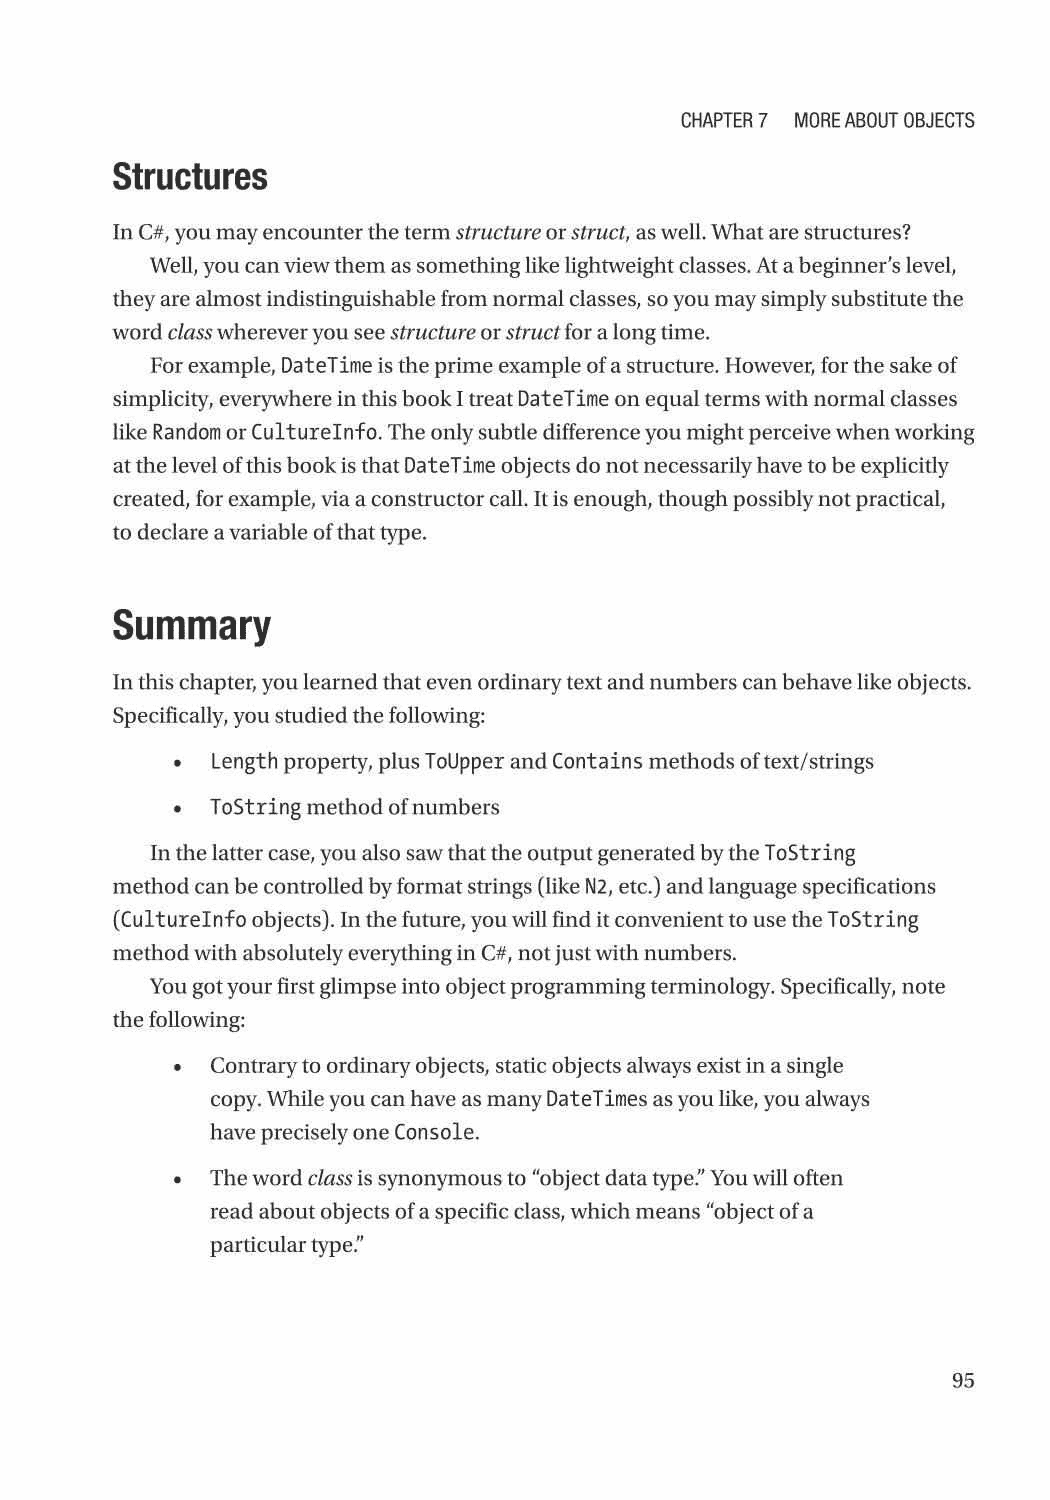 CHAPTER 7 MORE ABOUT OBJECTS
Structures
In C#, you may encounter the term structure or struct, as well. What are structures?
Well, you can view them as something like lightweight classes. At a beginner’s level,
they are almost indistinguishable from normal classes, so you may simply substitute the
word class wherever you see structure or struct for a long time.
For example, DateTime is the prime example of a structure. However, for the sake of
simplicity, everywhere in this book I treat DateTime on equal terms with normal classes
like Random or CultureInfo. The only subtle difference you might perceive when working
at the level of this book is that DateTime objects do not necessarily have to be explicitly
created, for example, via a constructor call. It is enough, though possibly not practical,
to declare a variable of that type.
Summary
In this chapter, you learned that even ordinary text and numbers can behave like objects.
Specifically, you studied the following:
• Length property, plus ToUpper and Contains methods of text/strings
• ToString method of numbers
In the latter case, you also saw that the output generated by the ToString
method can be controlled by format strings (like N2, etc.) and language specifications
(CultureInfo objects). In the future, you will find it convenient to use the ToString
method with absolutely everything in C#, not just with numbers.
You got your first glimpse into object programming terminology. Specifically, note
the following:
• Contrary to ordinary objects, static objects always exist in a single
copy. While you can have as many DateTimes as you like, you always
have precisely one Console.
• The word class is synonymous to “object data type.” You will often
read about objects of a specific class, which means “object of a
particular type.”
95